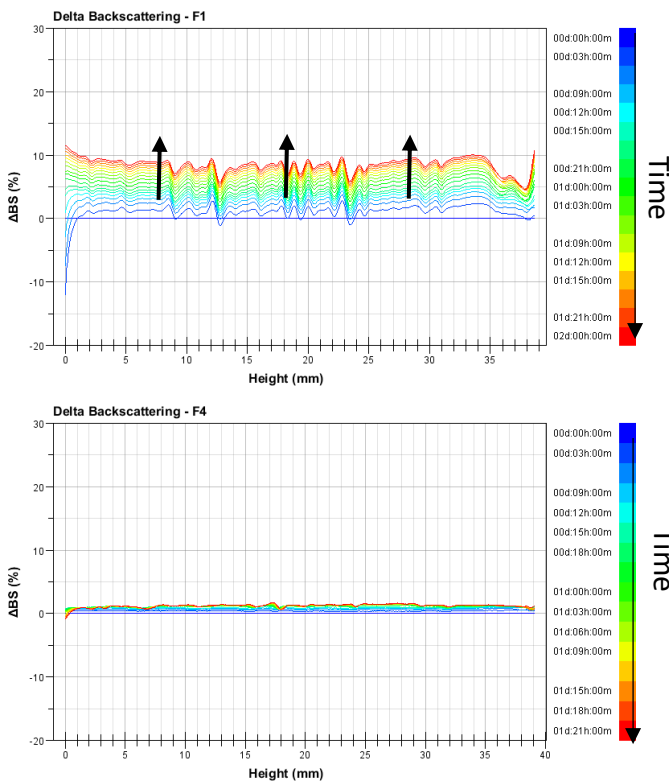 Delta Backscattering - F1
30
20
10
0
-10
-20
ΔBS (%)
0 5 10 15 20 25 30 35
Height (mm)
00d:00h:00m
00d:03h:00m
00d:09h:00m
00d:12h:00m
00d:15h:00m
00d:21h:00m
01d:00h:00m
01d:03h:00m
01d:09h:00m
01d:12h:00m
01d:15h:00m
01d:21h:00m
02d:00h:00m
Time
Delta Backscattering - F4
30
20
10
0
-10
-20
ΔBS (%)
0 5 10 15 20 25 30 35 40
Height (mm)
00d:00h:00m
00d:03h:00m
00d:09h:00m
00d:12h:00m
00d:15h:00m
00d:18h:00m
01d:00h:00m
01d:03h:00m
01d:06h:00m
01d:09h:00m
01d:15h:00m
01d:18h:00m
01d:21h:00m
Time